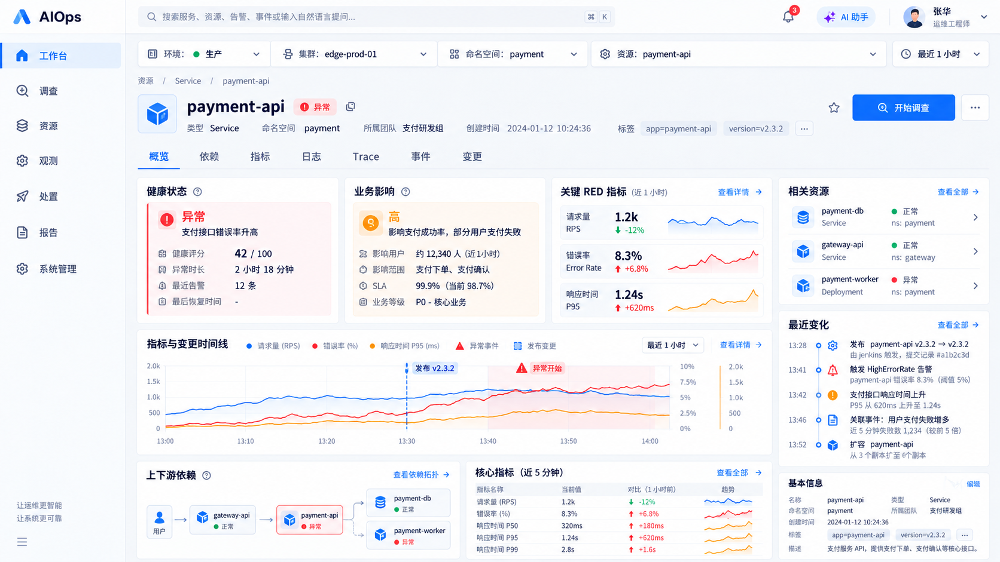 AIOps
搜索服务、资源、告警、事件或输入自然语言提问...
⌘ K
3
AI 助手
张华
运维工程师
工作台
调查
资源
观测
处置
报告
系统管理
让运维更智能
让系统更可靠
环境： 生产
集群： edge-prod-01
命名空间： payment
资源： payment-api
最近 1 小时
资源 / Service / payment-api
payment-api 异常
开始调查
...
类型 Service 命名空间 payment 所属团队 支付研发组 创建时间 2024-01-12 10:24:36 标签 app=payment-api version=v2.3.2 ...
概览 依赖 指标 日志 Trace 事件 变更
健康状态
异常
支付接口错误率升高
健康评分 42 / 100
异常时长 2 小时 18 分钟
最近告警 12 条
最后恢复时间 -
业务影响
高
影响支付成功率，部分用户支付失败
影响用户 约 12,340 人（近1小时）
影响范围 支付下单、支付确认
SLA 99.9%（当前 98.7%）
业务等级 P0 - 核心业务
关键 RED 指标（近 1 小时） 查看详情 →
请求量 1.2k
RPS -12%
错误率 8.3%
Error Rate +6.8%
响应时间 1.24s
P95 +620ms
相关资源 查看全部 →
payment-db 正常
Service ns: payment
gateway-api 正常
Service ns: gateway
payment-worker 异常
Deployment ns: payment
指标与变更时间线 请求量 (RPS) 错误率 (%) 响应时间 P95 (ms) 异常事件 发布变更 最近 1 小时 查看详情 →
发布 v2.3.2 异常开始
2.0k 10% 2.0k
1.5k 7.5% 1.5k
1.0k 5% 1.0k
500 2.5% 500
0 0% 0
13:00 13:10 13:20 13:30 13:40 13:50 14:00
最近变化 查看全部 →
13:28 发布 payment-api v2.3.2 → v2.3.2
由 jenkins 触发，提交记录 #a1b2c3d
13:41 触发 HighErrorRate 告警
payment-api 错误率 8.3%（阈值 5%）
13:42 支付接口响应时间上升
P95 从 620ms 上升至 1.24s
13:46 关联事件：用户支付失败增多
近 5 分钟失败数 1,234（较前 5 倍）
13:52 扩容 payment-api
从 3 个副本扩至 6个副本
上下游依赖 查看依赖拓扑 →
用户
gateway-api
正常
payment-api
异常
payment-db
正常
payment-worker
异常
核心指标（近 5 分钟） 查看全部 →
指标名称 当前值 对比（1 小时前） 趋势
请求量 (RPS) 1.2k -12%
错误率 (%) 8.3% +6.8%
响应时间 P50 320ms +180ms
响应时间 P95 1.24s +620ms
响应时间 P99 2.8s +1.6s
基本信息 编辑
名称 payment-api 类型 Service
命名空间 payment 所属团队 支付研发组
创建时间 2024-01-12 10:24:36
标签 app=payment-api version=v2.3.2 ...
描述 支付服务 API，提供支付下单、支付确认等核心接口。